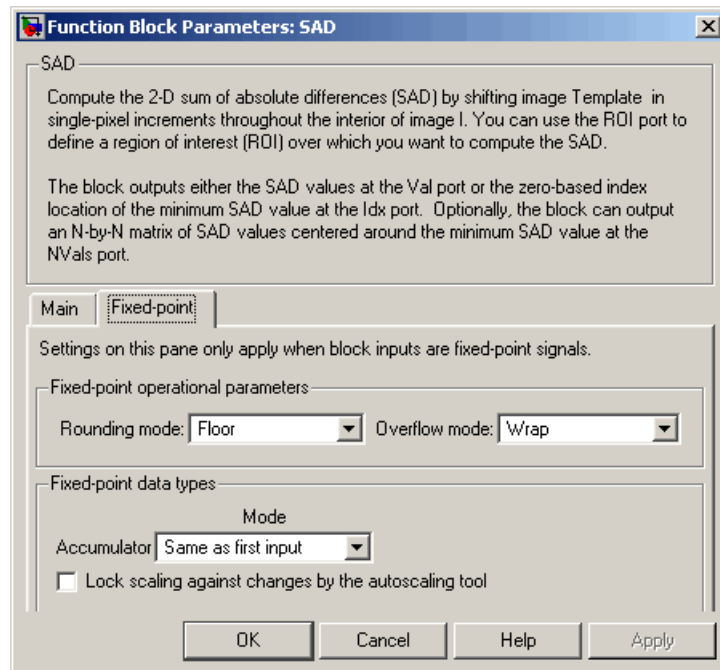 Function Block Parameters: SAD
SAD
Compute the 2-D sum of absolute differences (SAD) by shifting image Template in
single-pixel increments throughout the interior of image I. You can use the ROI port to
define a region of interest (ROI) over which you want to compute the SAD.
The block outputs either the SAD values at the Val port or the zero-based index
location of the minimum SAD value at the Idx port. Optionally, the block can output
an N-by-N matrix of SAD values centered around the minimum SAD value at the
NVals port.
Main Fixed-point
Settings on this pane only apply when block inputs are fixed-point signals.
Fixed-point operational parameters
Rounding mode: Floor Overflow mode: Wrap
Fixed-point data types
Mode
Accumulator Same as first input
Lock scaling against changes by the autoscaling tool
OK Cancel Help Apply